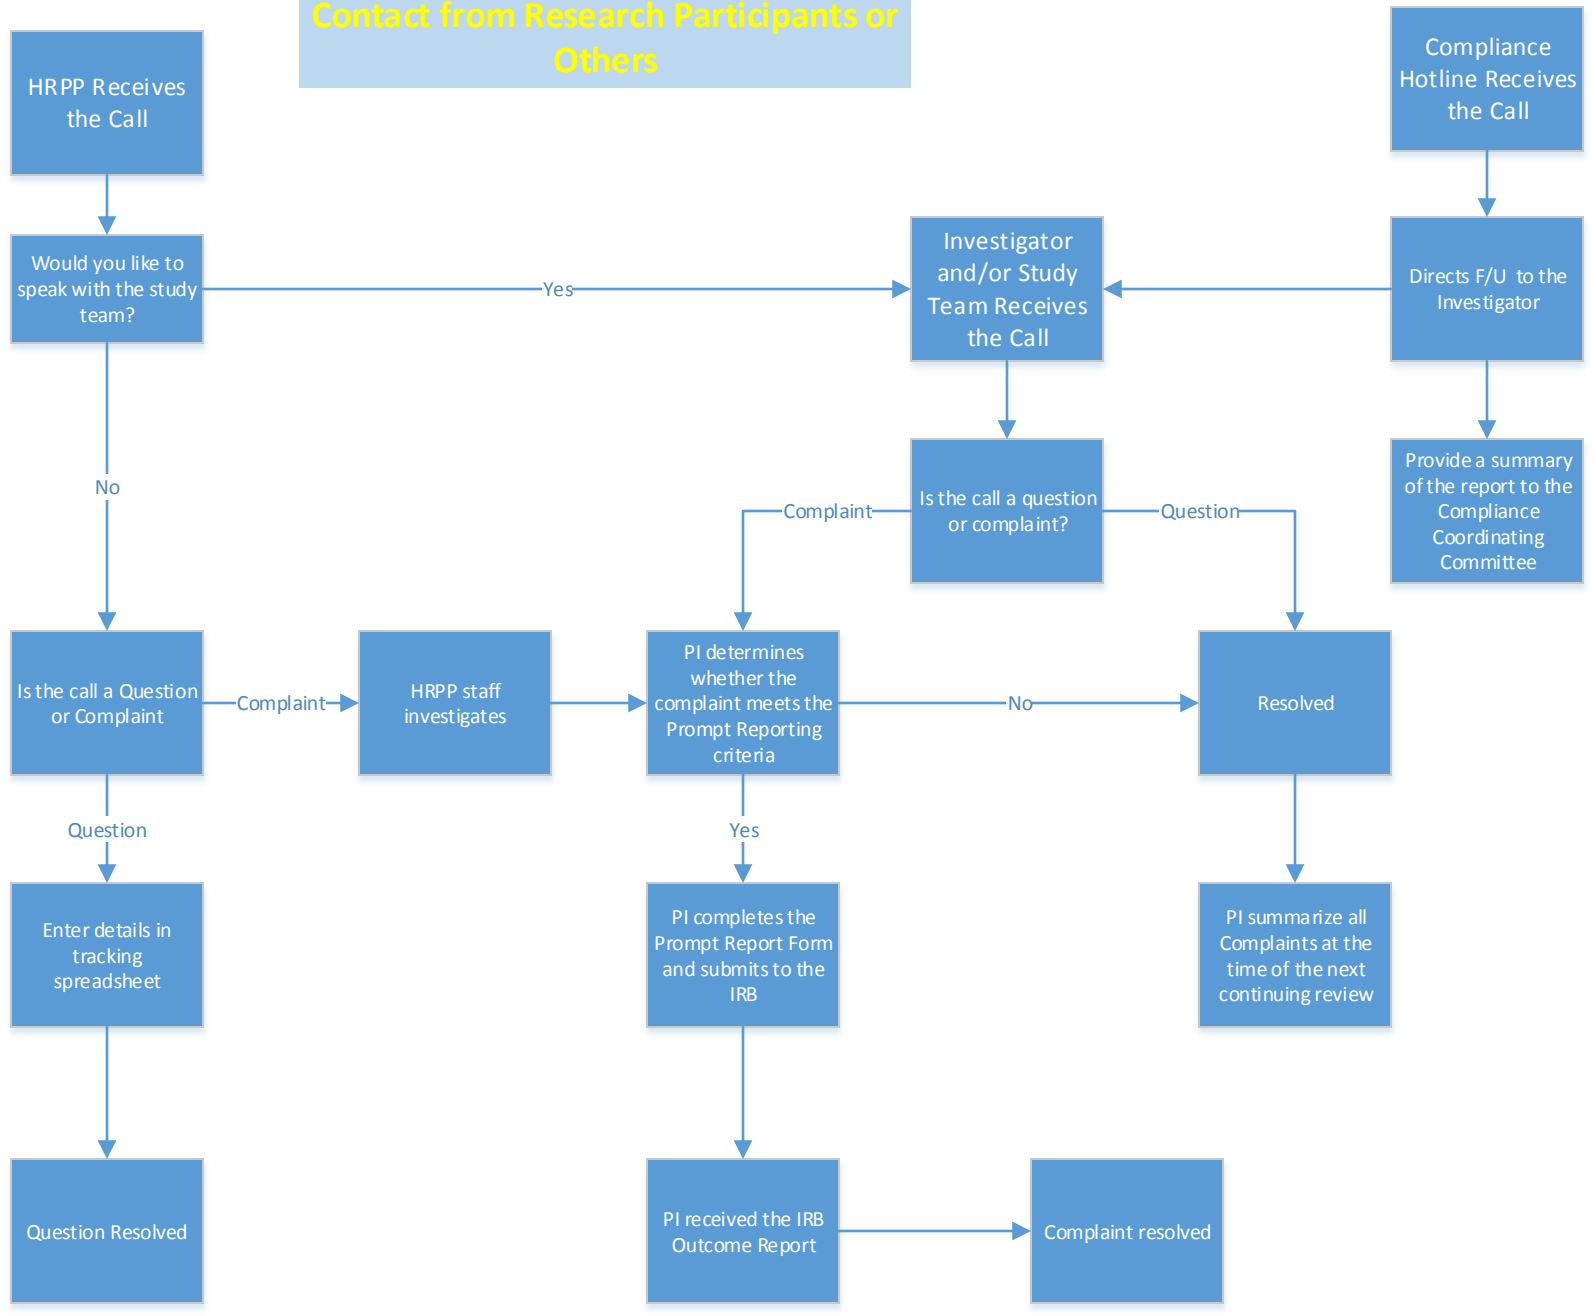 Contact from Research Participants or
Others
HRPP Receives
the Call
Compliance
Hotline Receives
the Call
Would you like to
speak with the study
team?
Yes
Investigator
and/or Study
Team Receives
the Call
Directs F/U to the
Investigator
No
Complaint
Is the call a question
or complaint?
Question
Provide a summary
of the report to the
Compliance
Coordinating
Committee
Is the call a Question
or Complaint
Complaint
HRPP staff
investigates
PI determines
whether the
complaint meets the
Prompt Reporting
criteria
No
Resolved
Question
Yes
Enter details in
tracking
spreadsheet
PI completes the
Prompt Report Form
and submits to the
IRB
PI summarize all
Complaints at the
time of the next
continuing review
Question Resolved
PI received the IRB
Outcome Report
Complaint resolved